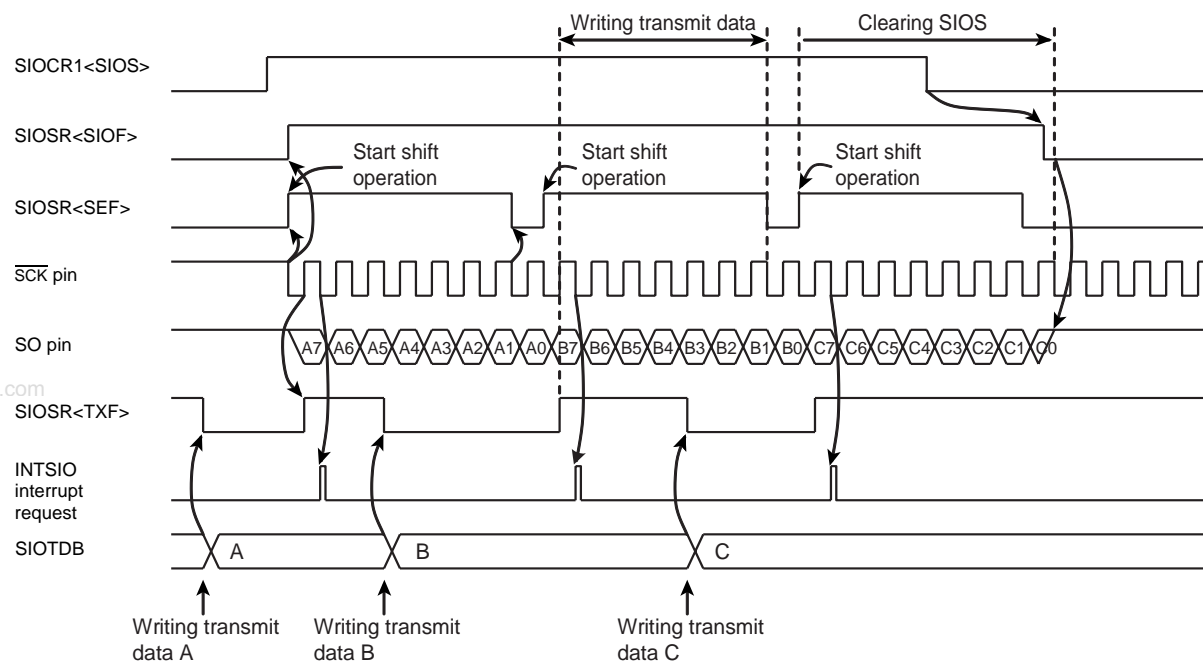 Writing transmit data
Clearing SIOS
SIOCR1<SIOS>
SIOSR<SIOF>
Start shift
operation
Start shift
operation
Start shift
operation
SIOSR<SEF>
SCK pin
SO pin
A7 A6 A5 A4 A3 A2 A1 A0 B7 B6 B5 B4 B3 B2 B1 B0 C7 C6 C5 C4 C3 C2 C1 C0
.com
SIOSR<TXF>
INTSIO
interrupt
request
SIOTDB
A
B
C
Writing transmit
data A
Writing transmit
data B
Writing transmit
data C